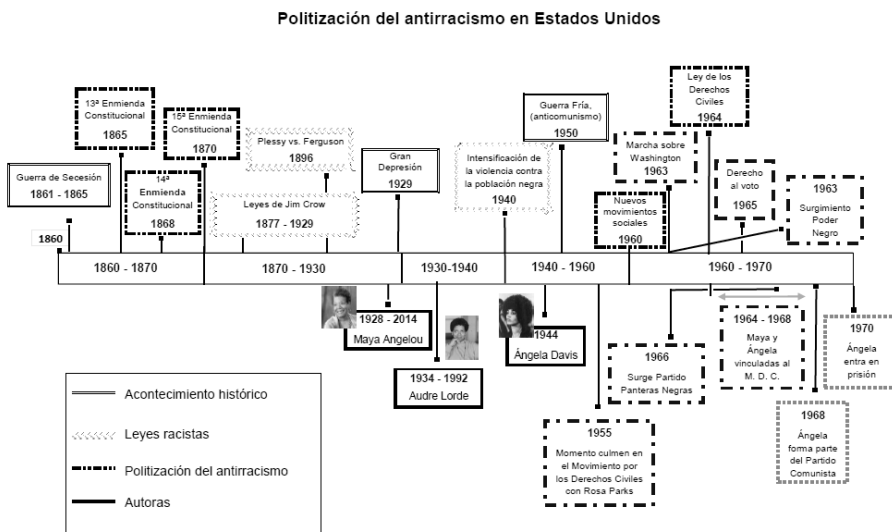 Politización del antirracismo en Estados Unidos
13ª Enmienda
Constitucional
1865
15ª Enmienda
Constitucional
1870
Guerra de Secesión
1861 - 1865
14ª
Enmienda
Constitucional
1868
Plessy vs. Ferguson
1896
Leyes de Jim Crow
1877 - 1929
Gran
Depresión
1929
Intensificación de
la violencia contra
la población negra
1940
Guerra Fría,
(anticomunismo)
1950
Nuevos
movimientos
sociales
1960
Marcha sobre
Washington
1963
Ley de los
Derechos
Civiles
1964
Derecho
al voto
1965
1963
Surgimiento
Poder
Negro
1860
1860 - 1870
1870 - 1930
1930-1940
1940 - 1960
1960 - 1970
1928 - 2014
Maya Angelou
1934 - 1992
Audre Lorde
1944
Ángela Davis
1955
Momento culmen en
el Movimiento por
los Derechos Civiles
con Rosa Parks
1966
Surge Partido
Panteras Negras
1964 - 1968
Maya y
Ángela
vinculadas al
M. D. C.
1968
Ángela
forma parte
del Partido
Comunista
1970
Ángela
entra en
prisión
Acontecimiento histórico
Leyes racistas
Politización del antirracismo
Autoras